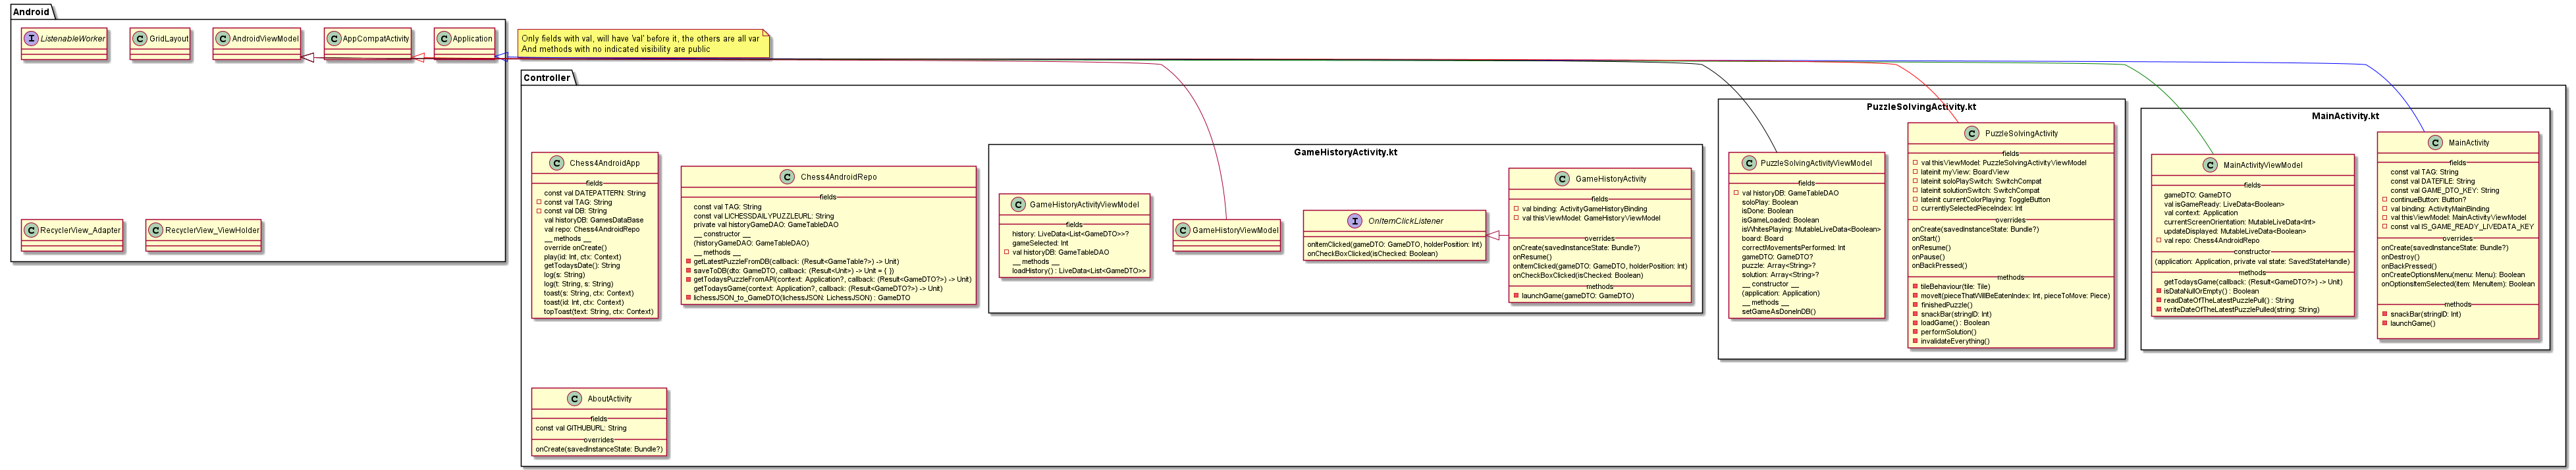 Android
ListenableWorker
GridLayout
AndroidViewModel
AppCompatActivity
Application
RecyclerView_Adapter
RecyclerView_ViewHolder
Only fields with val, will have 'val' before it, the others are all var
And methods with no indicated visibility are public
Controller
Chess4AndroidApp
fields
const val DATEPATTERN: String
const val TAG: String
const val DB: String
val historyDB: GamesDataBase
val repo: Chess4AndroidRepo
__ methods __
override onCreate()
play(id: Int, ctx: Context)
getTodaysDate(): String
log(s: String)
log(t: String, s: String)
toast(s: String, ctx: Context)
toast(id: Int, ctx: Context)
topToast(text: String, ctx: Context)
Chess4AndroidRepo
fields
const val TAG: String
const val LICHESSDAILYPUZZLEURL: String
private val historyGameDAO: GameTableDAO
__ constructor __
(historyGameDAO: GameTableDAO)
__ methods __
getLatestPuzzleFromDB(callback: (Result<GameTable?>) -> Unit)
saveToDB(dto: GameDTO, callback: (Result<Unit>) -> Unit = { })
getTodaysPuzzleFromAPI(context: Application?, callback: (Result<GameDTO?>) -> Unit)
getTodaysGame(context: Application?, callback: (Result<GameDTO?>) -> Unit)
lichessJSON_to_GameDTO(lichessJSON: LichessJSON) : GameDTO
GameHistoryActivity.kt
GameHistoryActivityViewModel
fields
history: LiveData<List<GameDTO>>?
gameSelected: Int
val historyDB: GameTableDAO
__ methods __
loadHistory() : LiveData<List<GameDTO>>
GameHistoryViewModel
OnItemClickListener
onItemClicked(gameDTO: GameDTO, holderPosition: Int)
onCheckBoxClicked(isChecked: Boolean)
GameHistoryActivity
fields
val binding: ActivityGameHistoryBinding
val thisViewModel: GameHistoryViewModel
overrides
onCreate(savedInstanceState: Bundle?)
onResume()
onItemClicked(gameDTO: GameDTO, holderPosition: Int)
onCheckBoxClicked(isChecked: Boolean)
methods
launchGame(gameDTO: GameDTO)
PuzzleSolvingActivity.kt
PuzzleSolvingActivityViewModel
fields
val historyDB: GameTableDAO
soloPlay: Boolean
isDone: Boolean
isGameLoaded: Boolean
isWhitesPlaying: MutableLiveData<Boolean>
board: Board
correctMovementsPerformed: Int
gameDTO: GameDTO?
puzzle: Array<String>?
solution: Array<String>?
__ constructor __
(application: Application)
__ methods __
setGameAsDoneInDB()
PuzzleSolvingActivity
fields
val thisViewModel: PuzzleSolvingActivityViewModel
lateinit myView: BoardView
lateinit soloPlaySwitch: SwitchCompat
lateinit solutionSwitch: SwitchCompat
lateinit currentColorPlaying: ToggleButton
currentlySelectedPieceIndex: Int
overrides
onCreate(savedInstanceState: Bundle?)
onStart()
onResume()
onPause()
onBackPressed()
methods
tileBehaviour(tile: Tile)
moveIt(pieceThatWillBeEatenIndex: Int, pieceToMove: Piece)
finishedPuzzle()
snackBar(stringID: Int)
loadGame() : Boolean
performSolution()
invalidateEverything()
MainActivity.kt
MainActivityViewModel
fields
gameDTO: GameDTO
val isGameReady: LiveData<Boolean>
val context: Application
currentScreenOrientation: MutableLiveData<Int>
updateDisplayed: MutableLiveData<Boolean>
val repo: Chess4AndroidRepo
constructor
(application: Application, private val state: SavedStateHandle)
methods
getTodaysGame(callback: (Result<GameDTO?>) -> Unit)
isDataNullOrEmpty() : Boolean
readDateOfTheLatestPuzzlePull() : String
writeDateOfTheLatestPuzzlePulled(string: String)
MainActivity
fields
const val TAG: String
const val DATEFILE: String
const val GAME_DTO_KEY: String
continueButton: Button?
val binding: ActivityMainBinding
val thisViewModel: MainActivityViewModel
const val IS_GAME_READY_LIVEDATA_KEY
overrides
onCreate(savedInstanceState: Bundle?)
onDestroy()
onBackPressed()
onCreateOptionsMenu(menu: Menu): Boolean
onOptionsItemSelected(item: MenuItem): Boolean
methods
snackBar(stringID: Int)
launchGame()
AboutActivity
fields
const val GITHUBURL: String
overrides
onCreate(savedInstanceState: Bundle?)